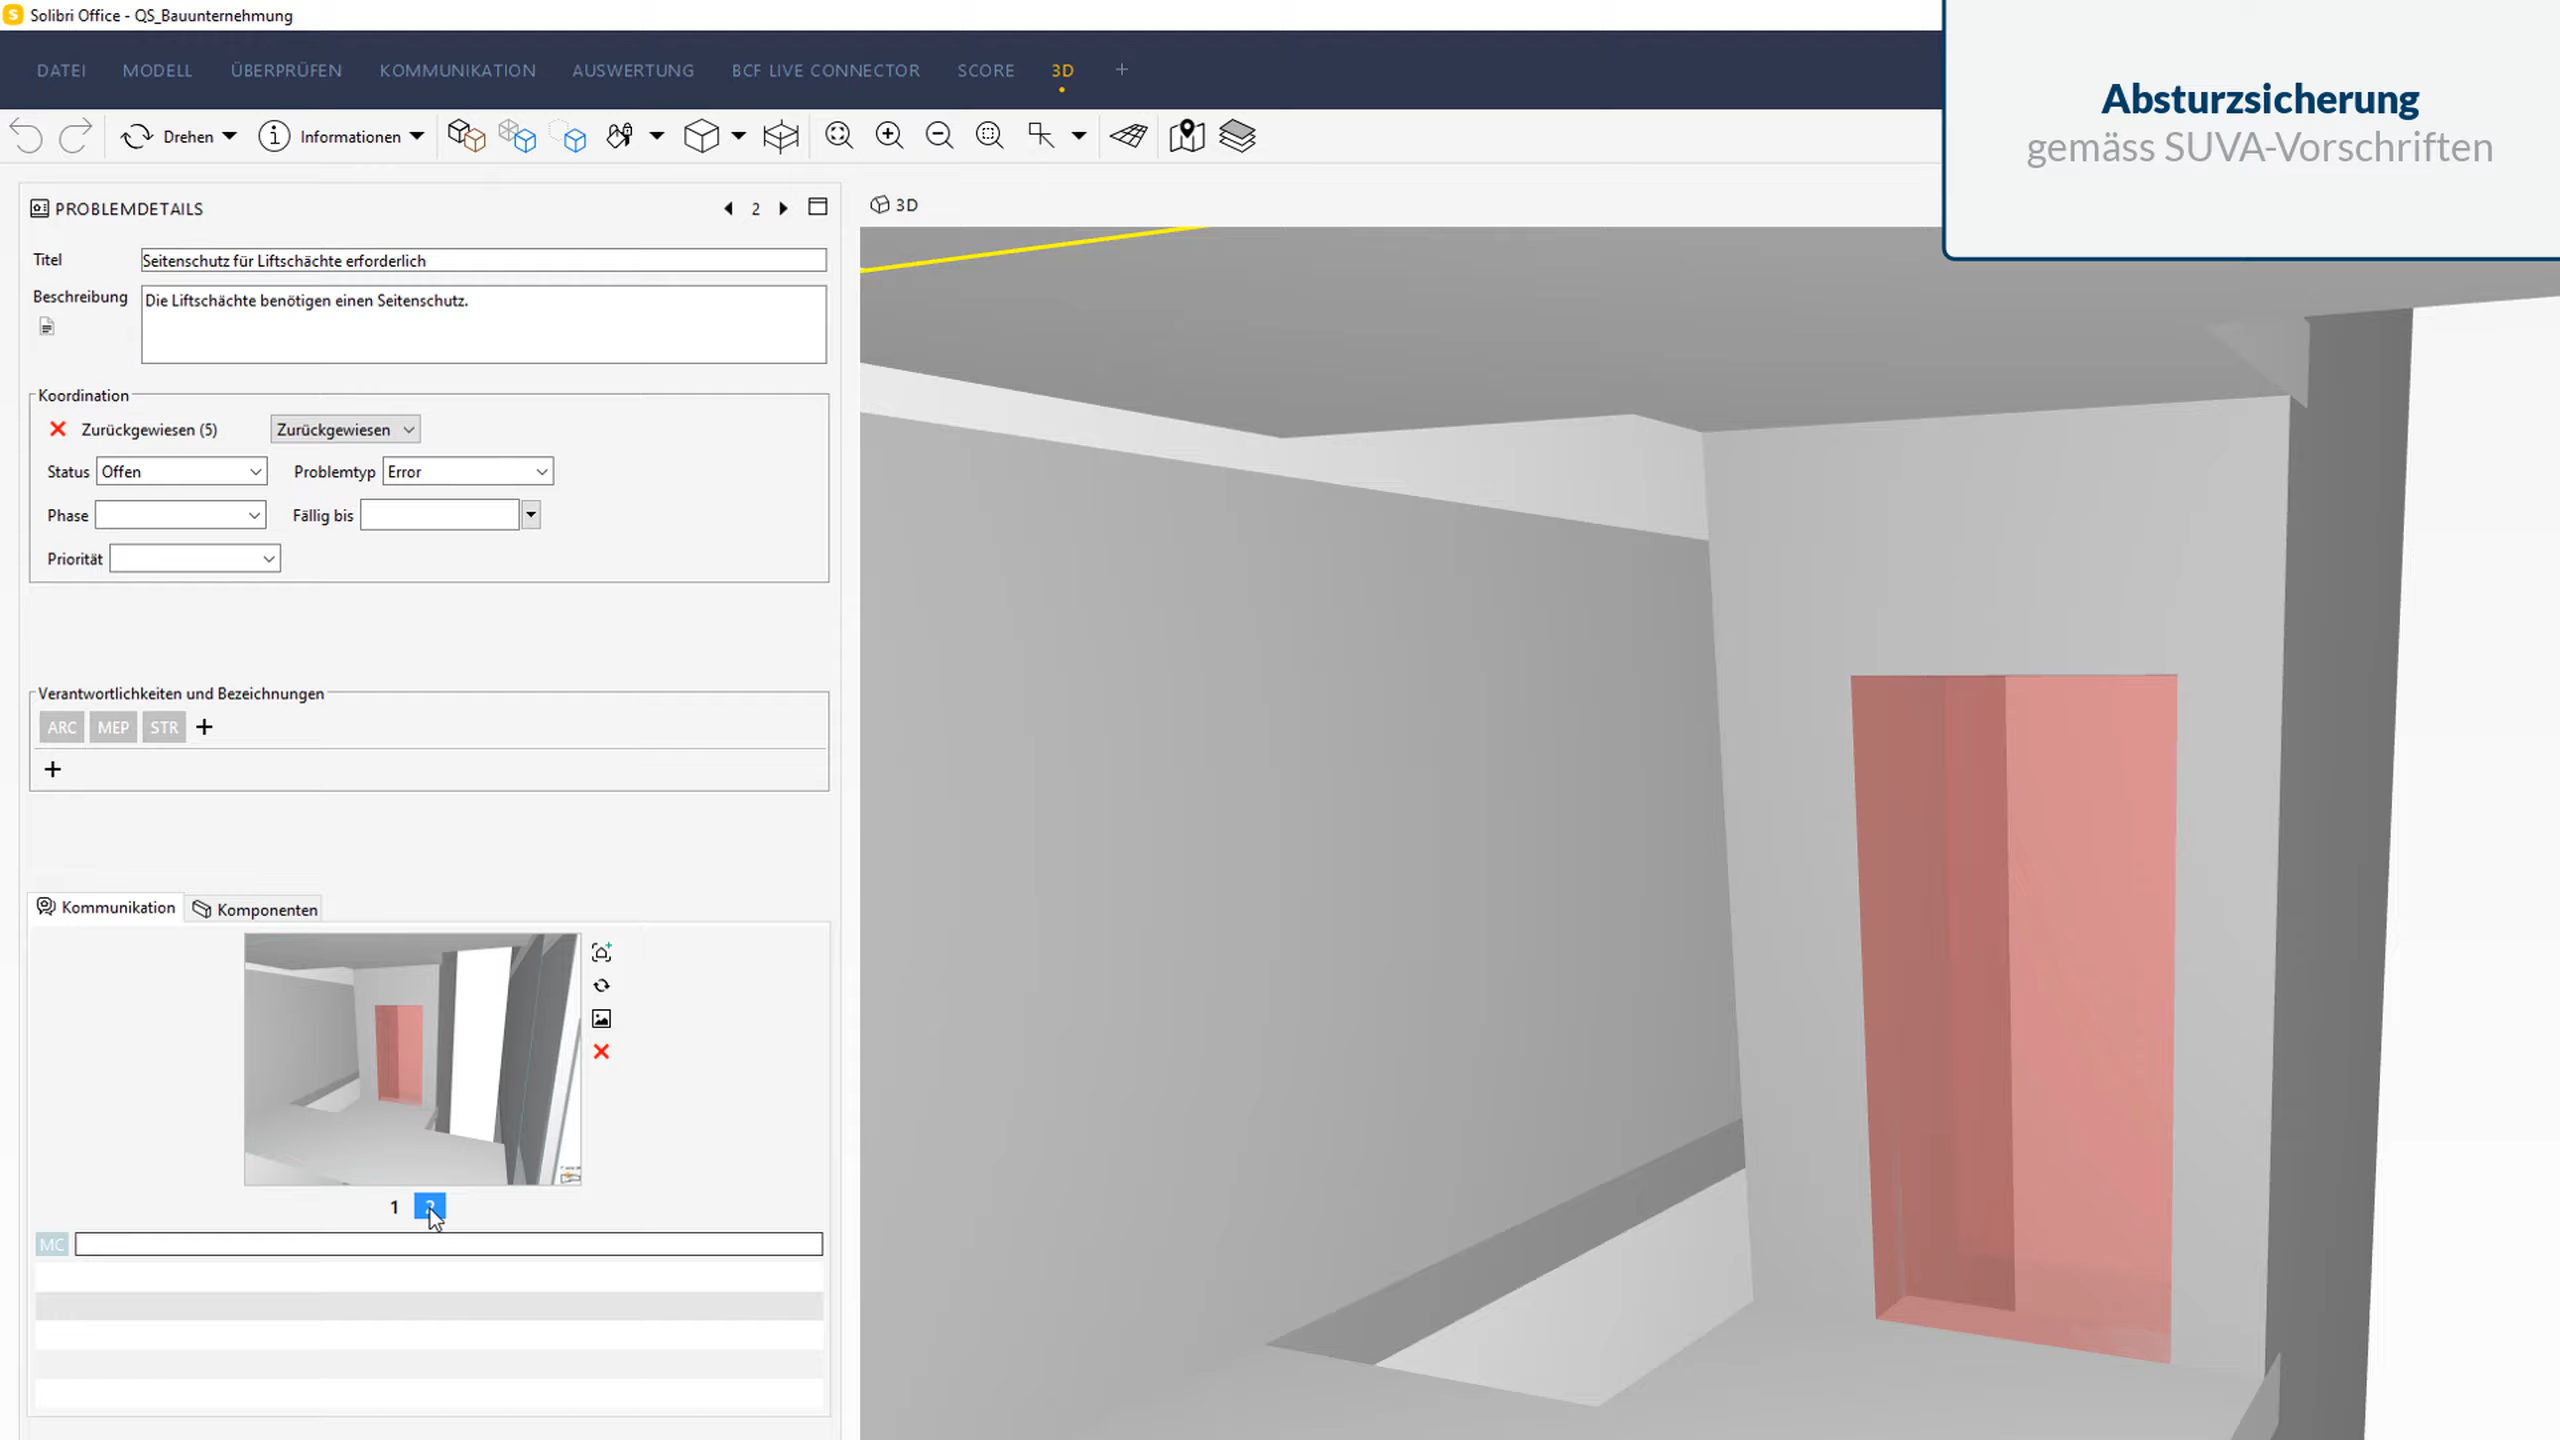 Solibri Office - QS_Bauunternehmung
DATEI MODELL ÜBERPRÜFEN KOMMUNIKATION AUSWERTUNG BCF LIVE CONNECTOR SCORE 3D +
Absturzsicherung
gemäss SUVA-Vorschriften
Drehen Informationen
PROBLEMDETAILS 2
3D
Titel Seitenschutz für Liftschächte erforderlich
Beschreibung Die Liftschächte benötigen einen Seitenschutz.
Koordination
Zurückgewiesen (5) Zurückgewiesen
Status Offen Problemtyp Error
Phase Fällig bis
Priorität
Verantwortlichkeiten und Bezeichnungen
ARC MEP STR +
+
Kommunikation Komponenten
1 2
MC